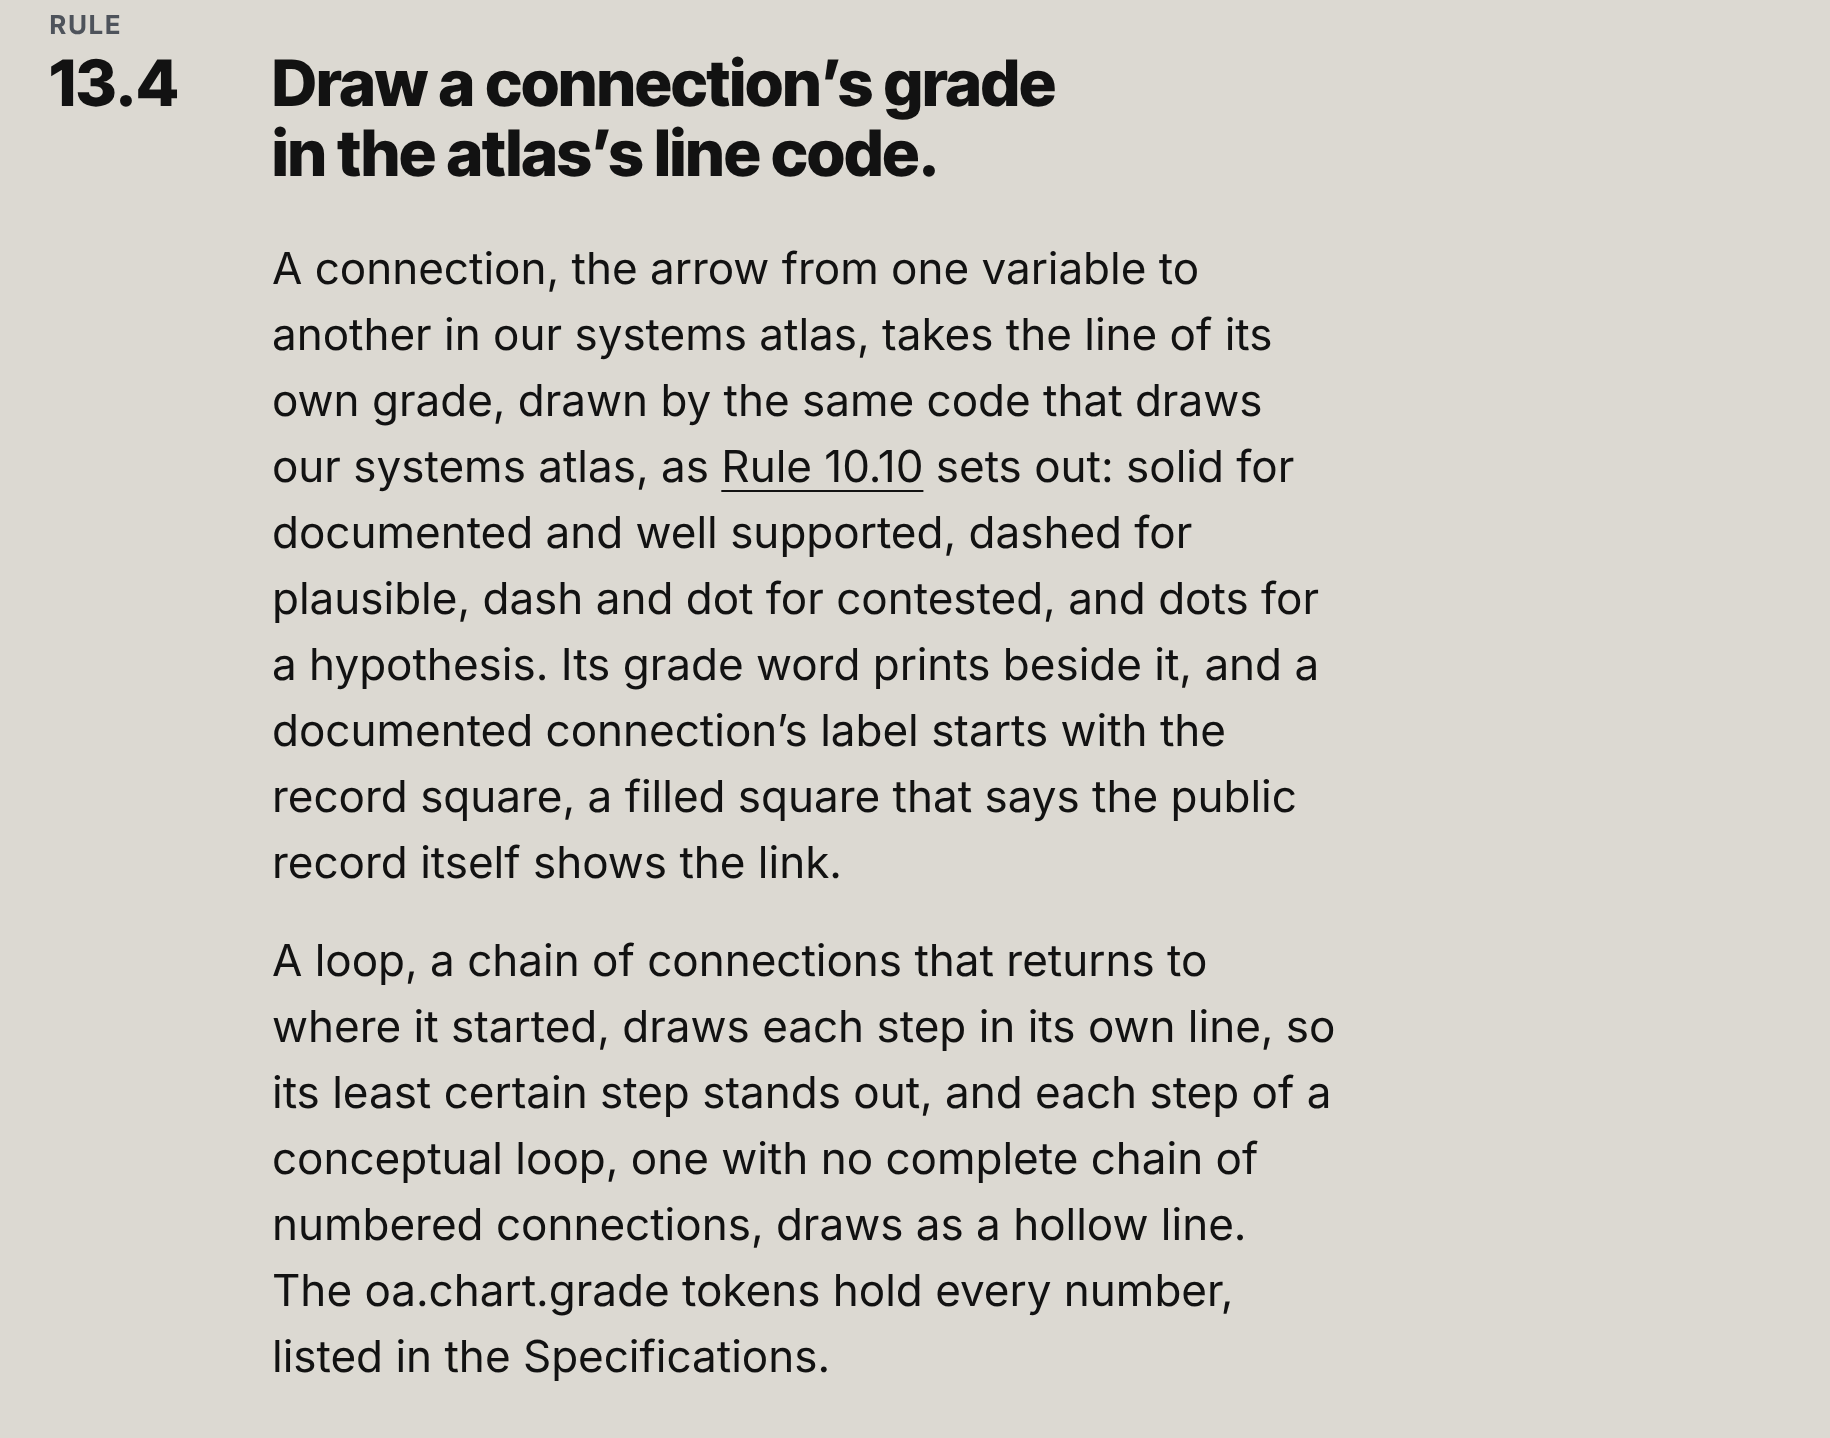 RULE
13.4
Draw a connection’s grade
in the atlas’s line code.
A connection, the arrow from one variable to
another in our systems atlas, takes the line of its
own grade, drawn by the same code that draws
our systems atlas, as Rule 10.10 sets out: solid for
documented and well supported, dashed for
plausible, dash and dot for contested, and dots for
a hypothesis. Its grade word prints beside it, and a
documented connection’s label starts with the
record square, a filled square that says the public
record itself shows the link.
A loop, a chain of connections that returns to
where it started, draws each step in its own line, so
its least certain step stands out, and each step of a
conceptual loop, one with no complete chain of
numbered connections, draws as a hollow line.
The oa.chart.grade tokens hold every number,
listed in the Specifications.